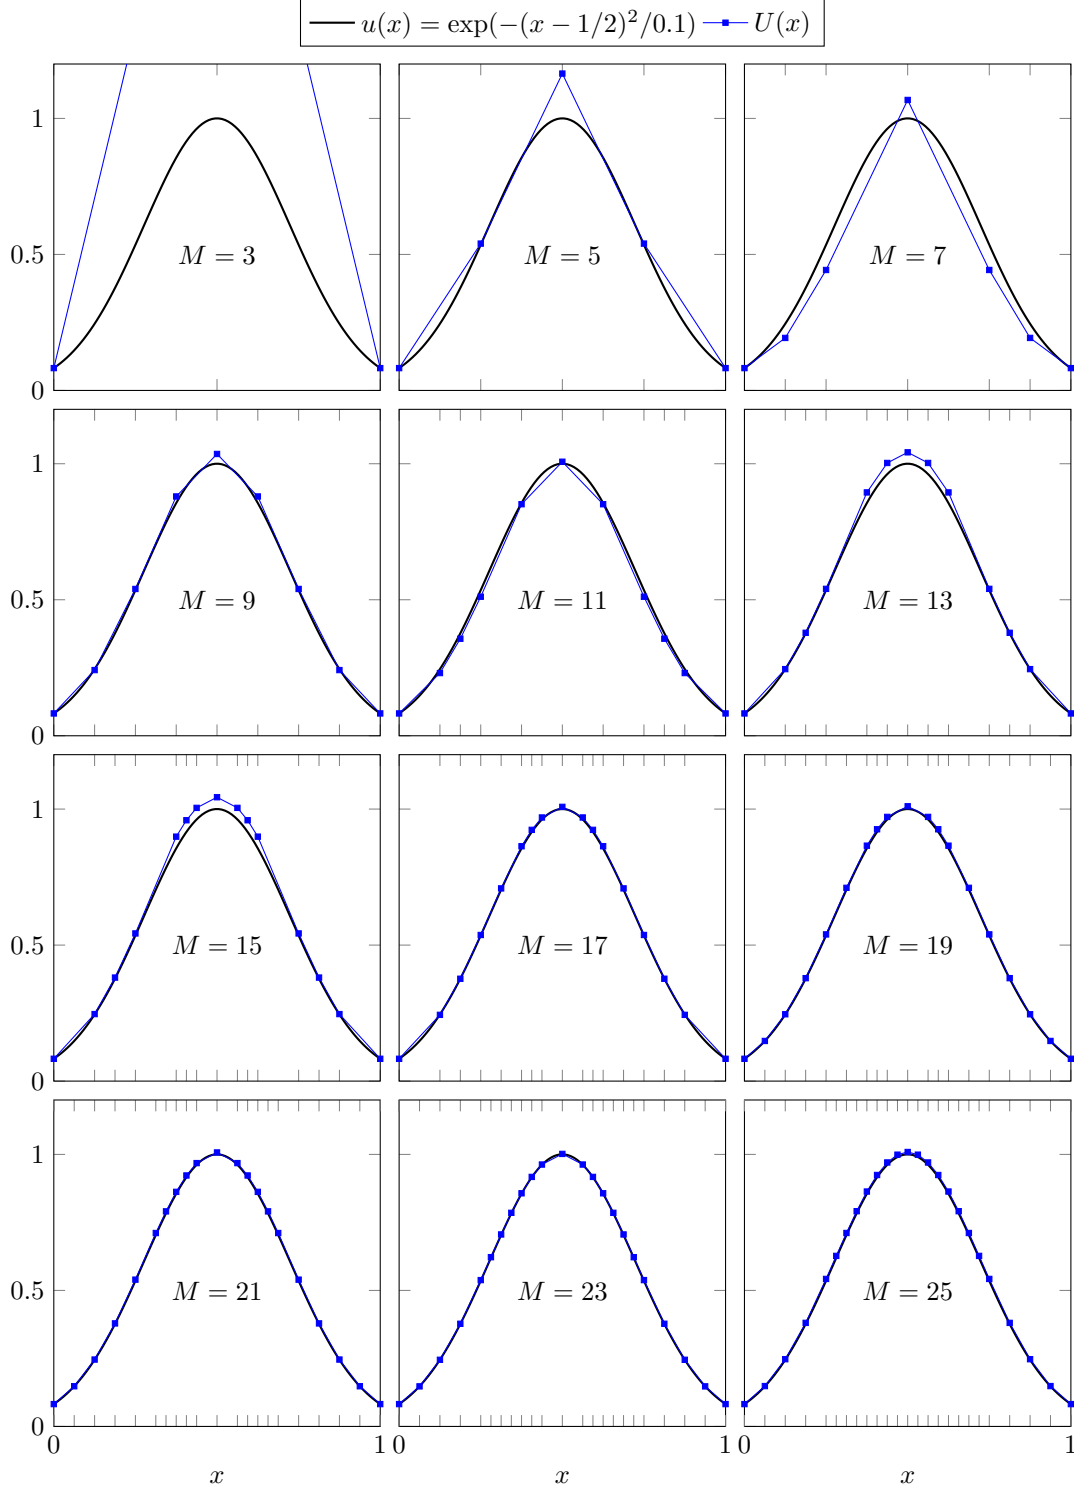 u(x) = exp(−(x − 1/2)²/0.1) U(x)
1
0.5
0
M = 3
M = 5
M = 7
1
0.5
0
M = 9
M = 11
M = 13
1
0.5
0
M = 15
M = 17
M = 19
1
0.5
0
M = 21
M = 23
M = 25
0 1 0 1 0 1
x x x